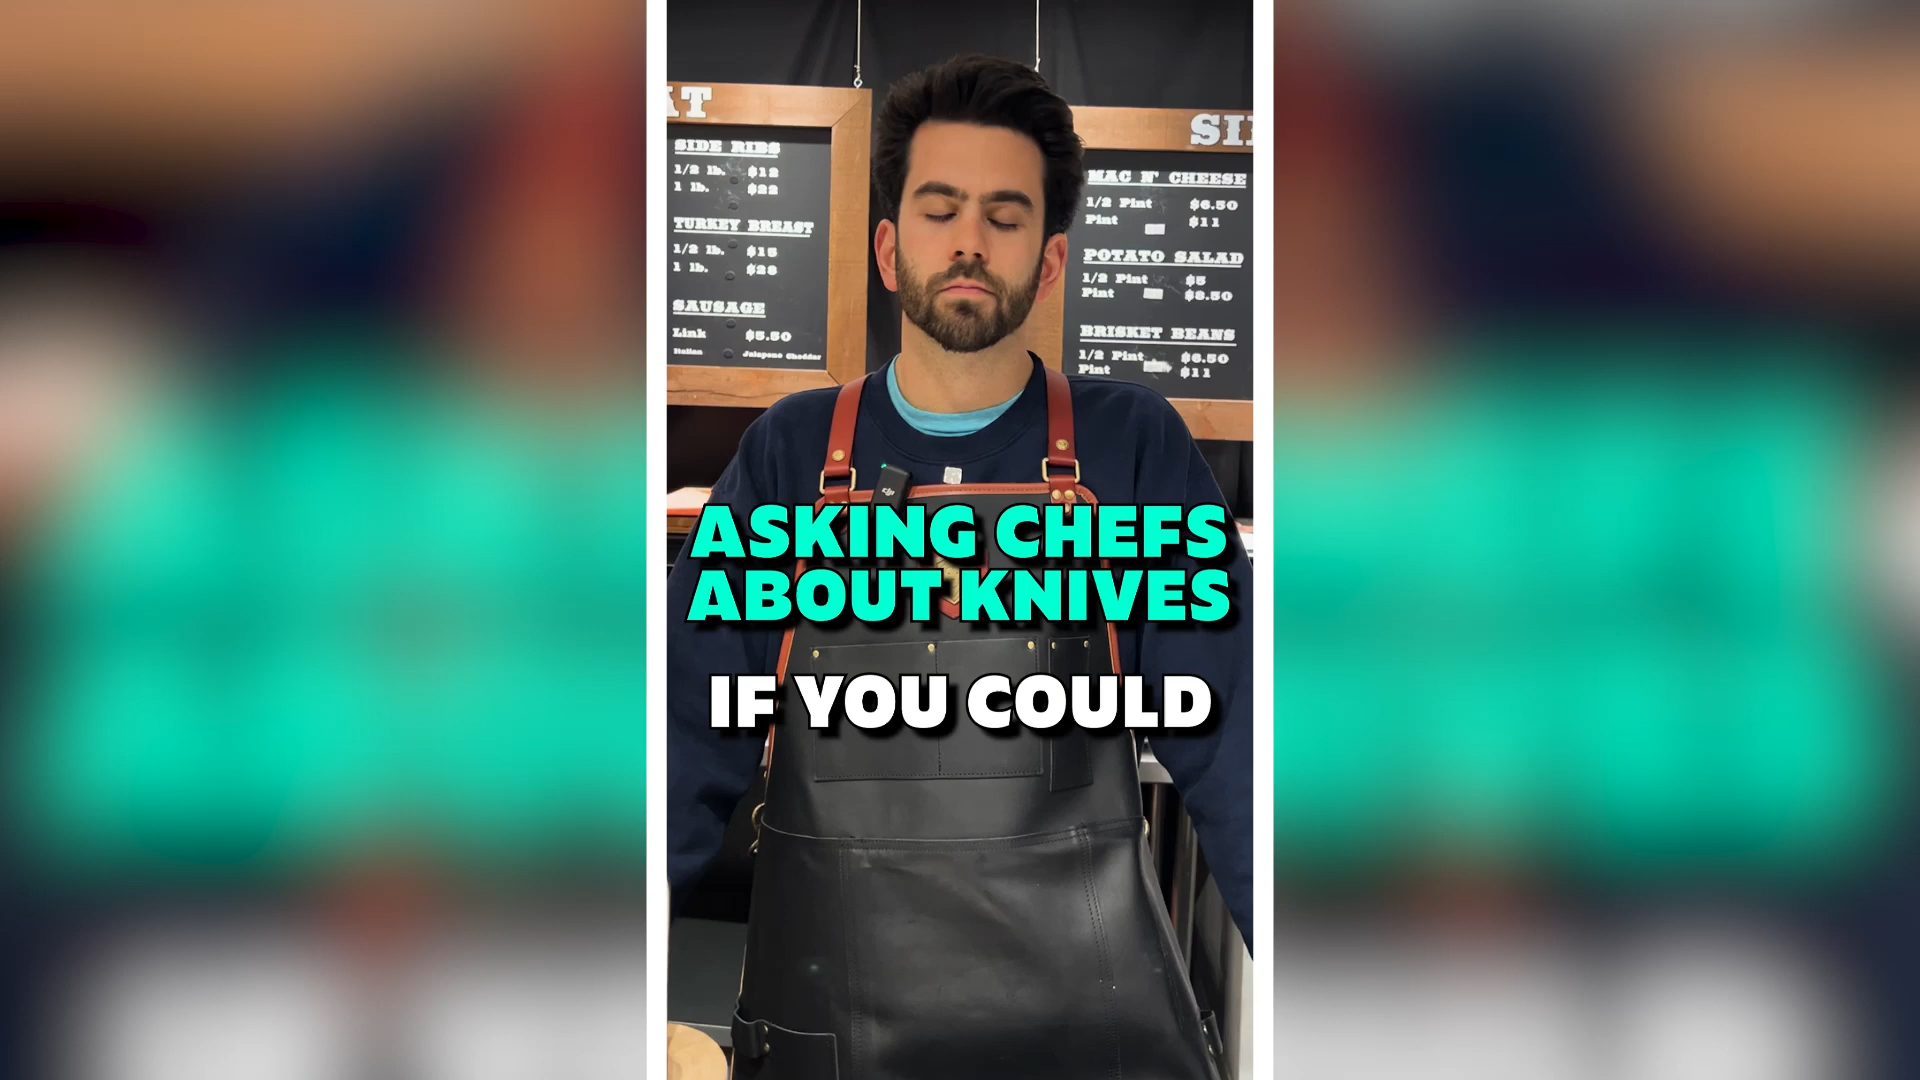 AT
SIDE RIBS
1/2 lb. $12
1 lb. $22
TURKEY BREAST
1/2 lb. $15
1 lb. $28
SAUSAGE
Link $5.50
Italian Jalapeno Cheddar
SI
MAC N' CHEESE
1/2 Pint $6.50
Pint $11
POTATO SALAD
1/2 Pint $5
Pint $8.50
BRISKET BEANS
1/2 Pint $6.50
Pint $11
dji
ASKING CHEFS
ABOUT KNIVES
IF YOU COULD